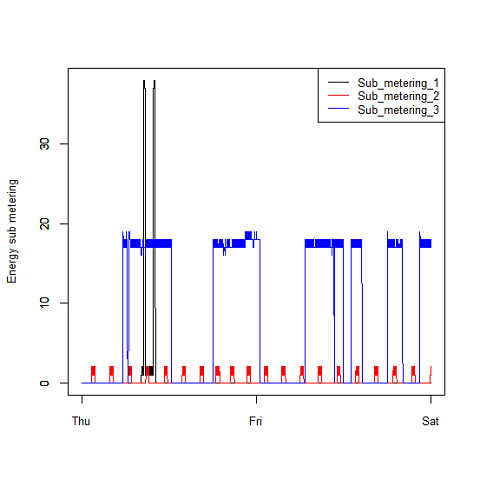 Sub_metering_1
Sub_metering_2
Sub_metering_3
Energy sub metering
30
20
10
0
Thu Fri Sat